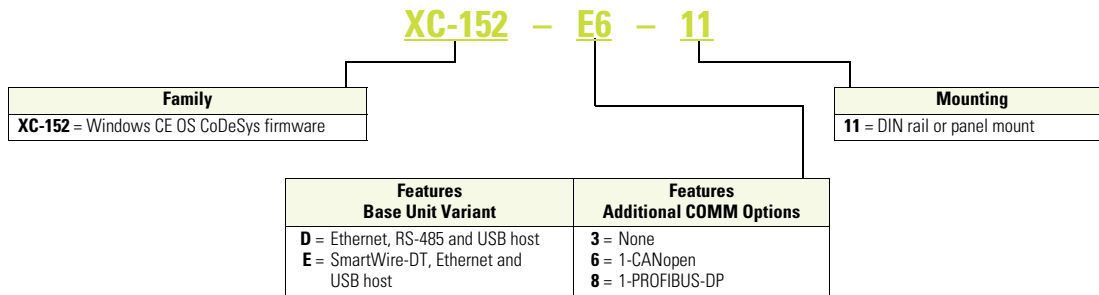 XC-152 – E6 – 11
Family
XC-152 = Windows CE OS CoDeSys firmware
Mounting
11 = DIN rail or panel mount
Features
Base Unit Variant
D = Ethernet, RS-485 and USB host
E = SmartWire-DT, Ethernet and
USB host
Features
Additional COMM Options
3 = None
6 = 1-CANopen
8 = 1-PROFIBUS-DP